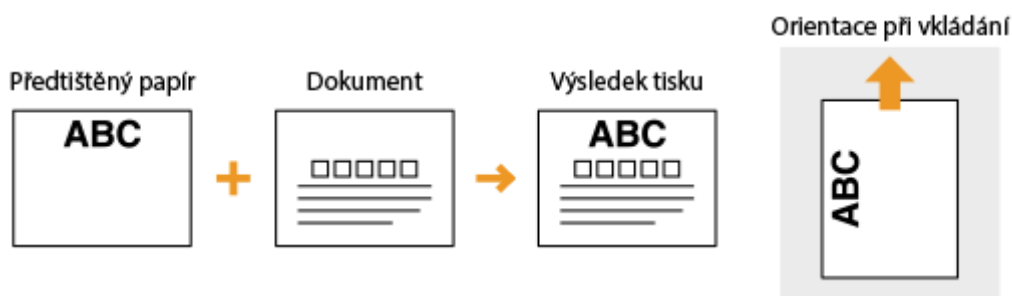 Orientace při vkládání
Předtištěný papír
Dokument
Výsledek tisku
ABC
ABC
ABC